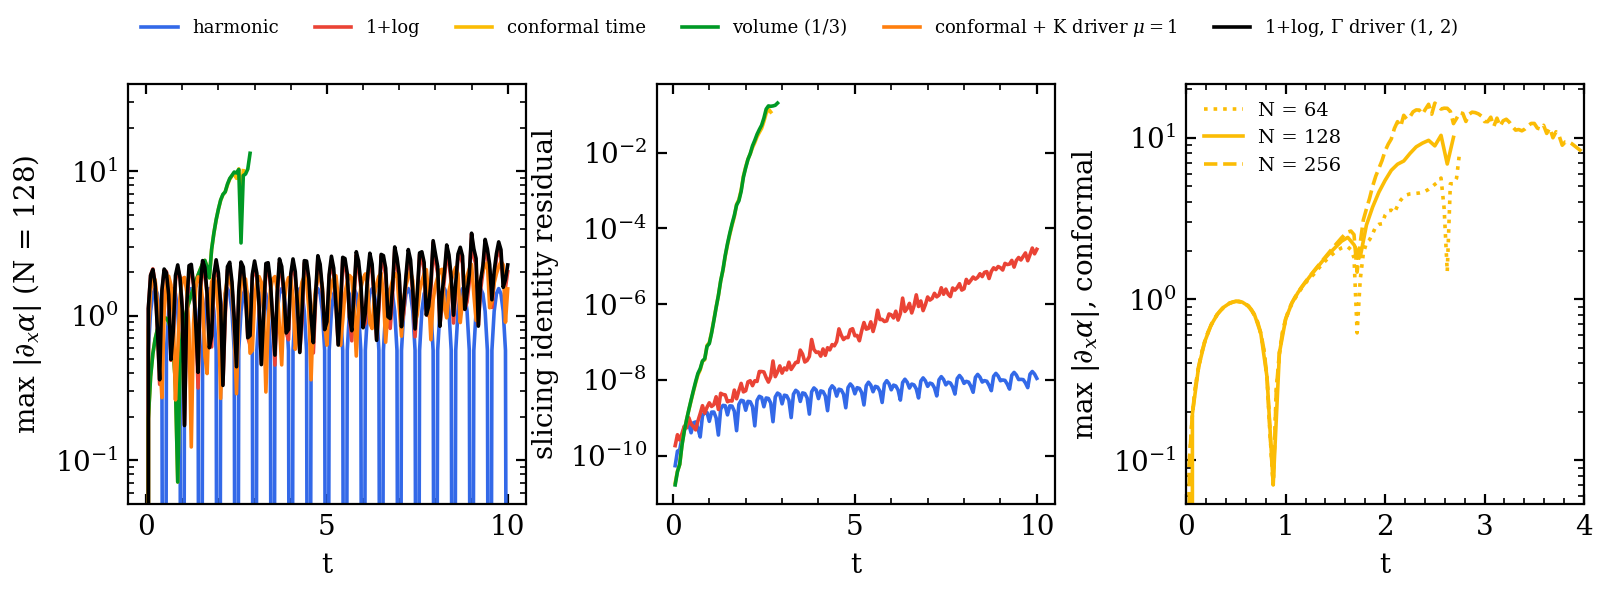 harmonic 1+log conformal time volume (1/3) conformal + K driver μ = 1 1+log, Γ driver (1, 2)
max |∂ₓα| (N = 128)
10¹
10⁰
10⁻¹
0 5 10
t
slicing identity residual
10⁻²
10⁻⁴
10⁻⁶
10⁻⁸
10⁻¹⁰
0 5 10
t
max |∂ₓα|, conformal
N = 64
N = 128
N = 256
10¹
10⁰
10⁻¹
0 1 2 3 4
t